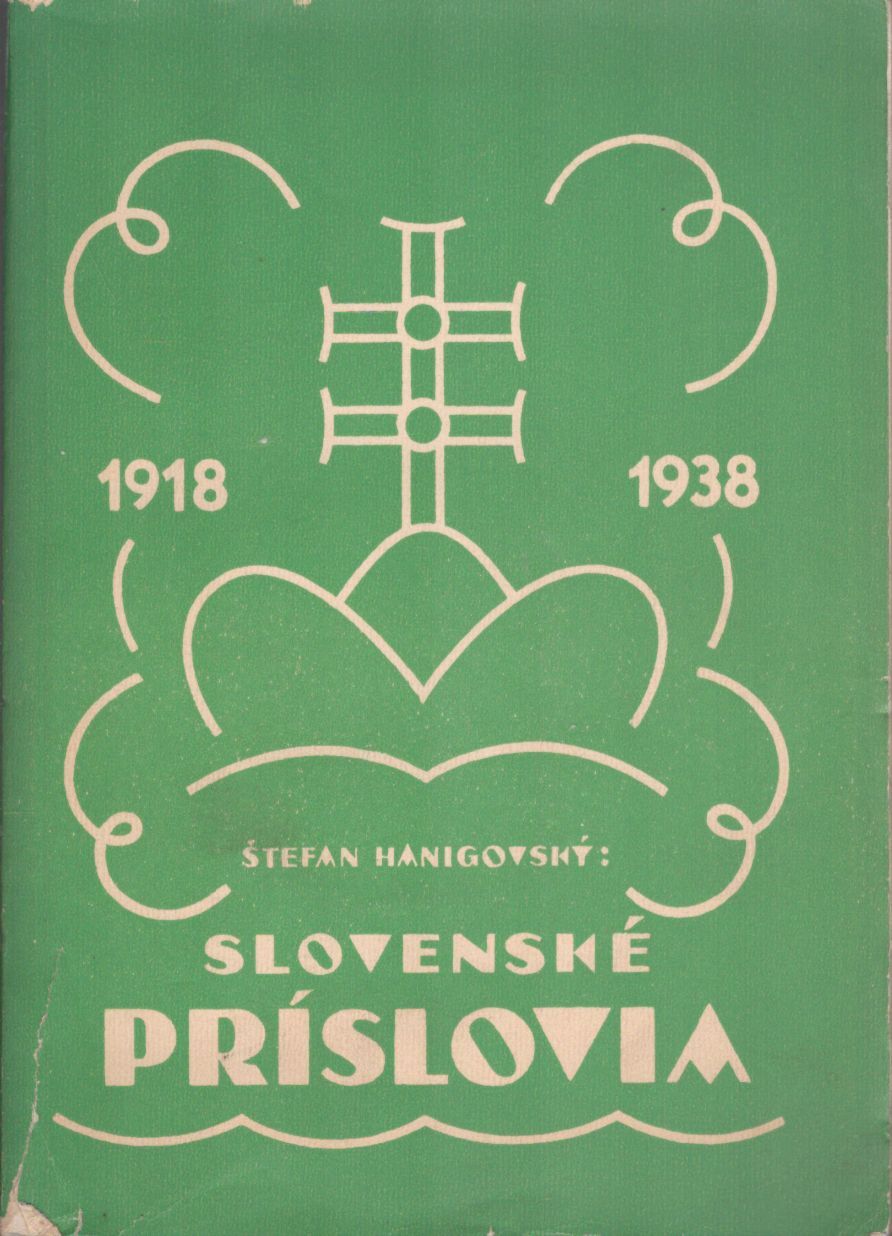 1918 1938
ŠTEFAN HANIGOVSKÝ:
SLOVENSKÉ
PRÍSLOVIA